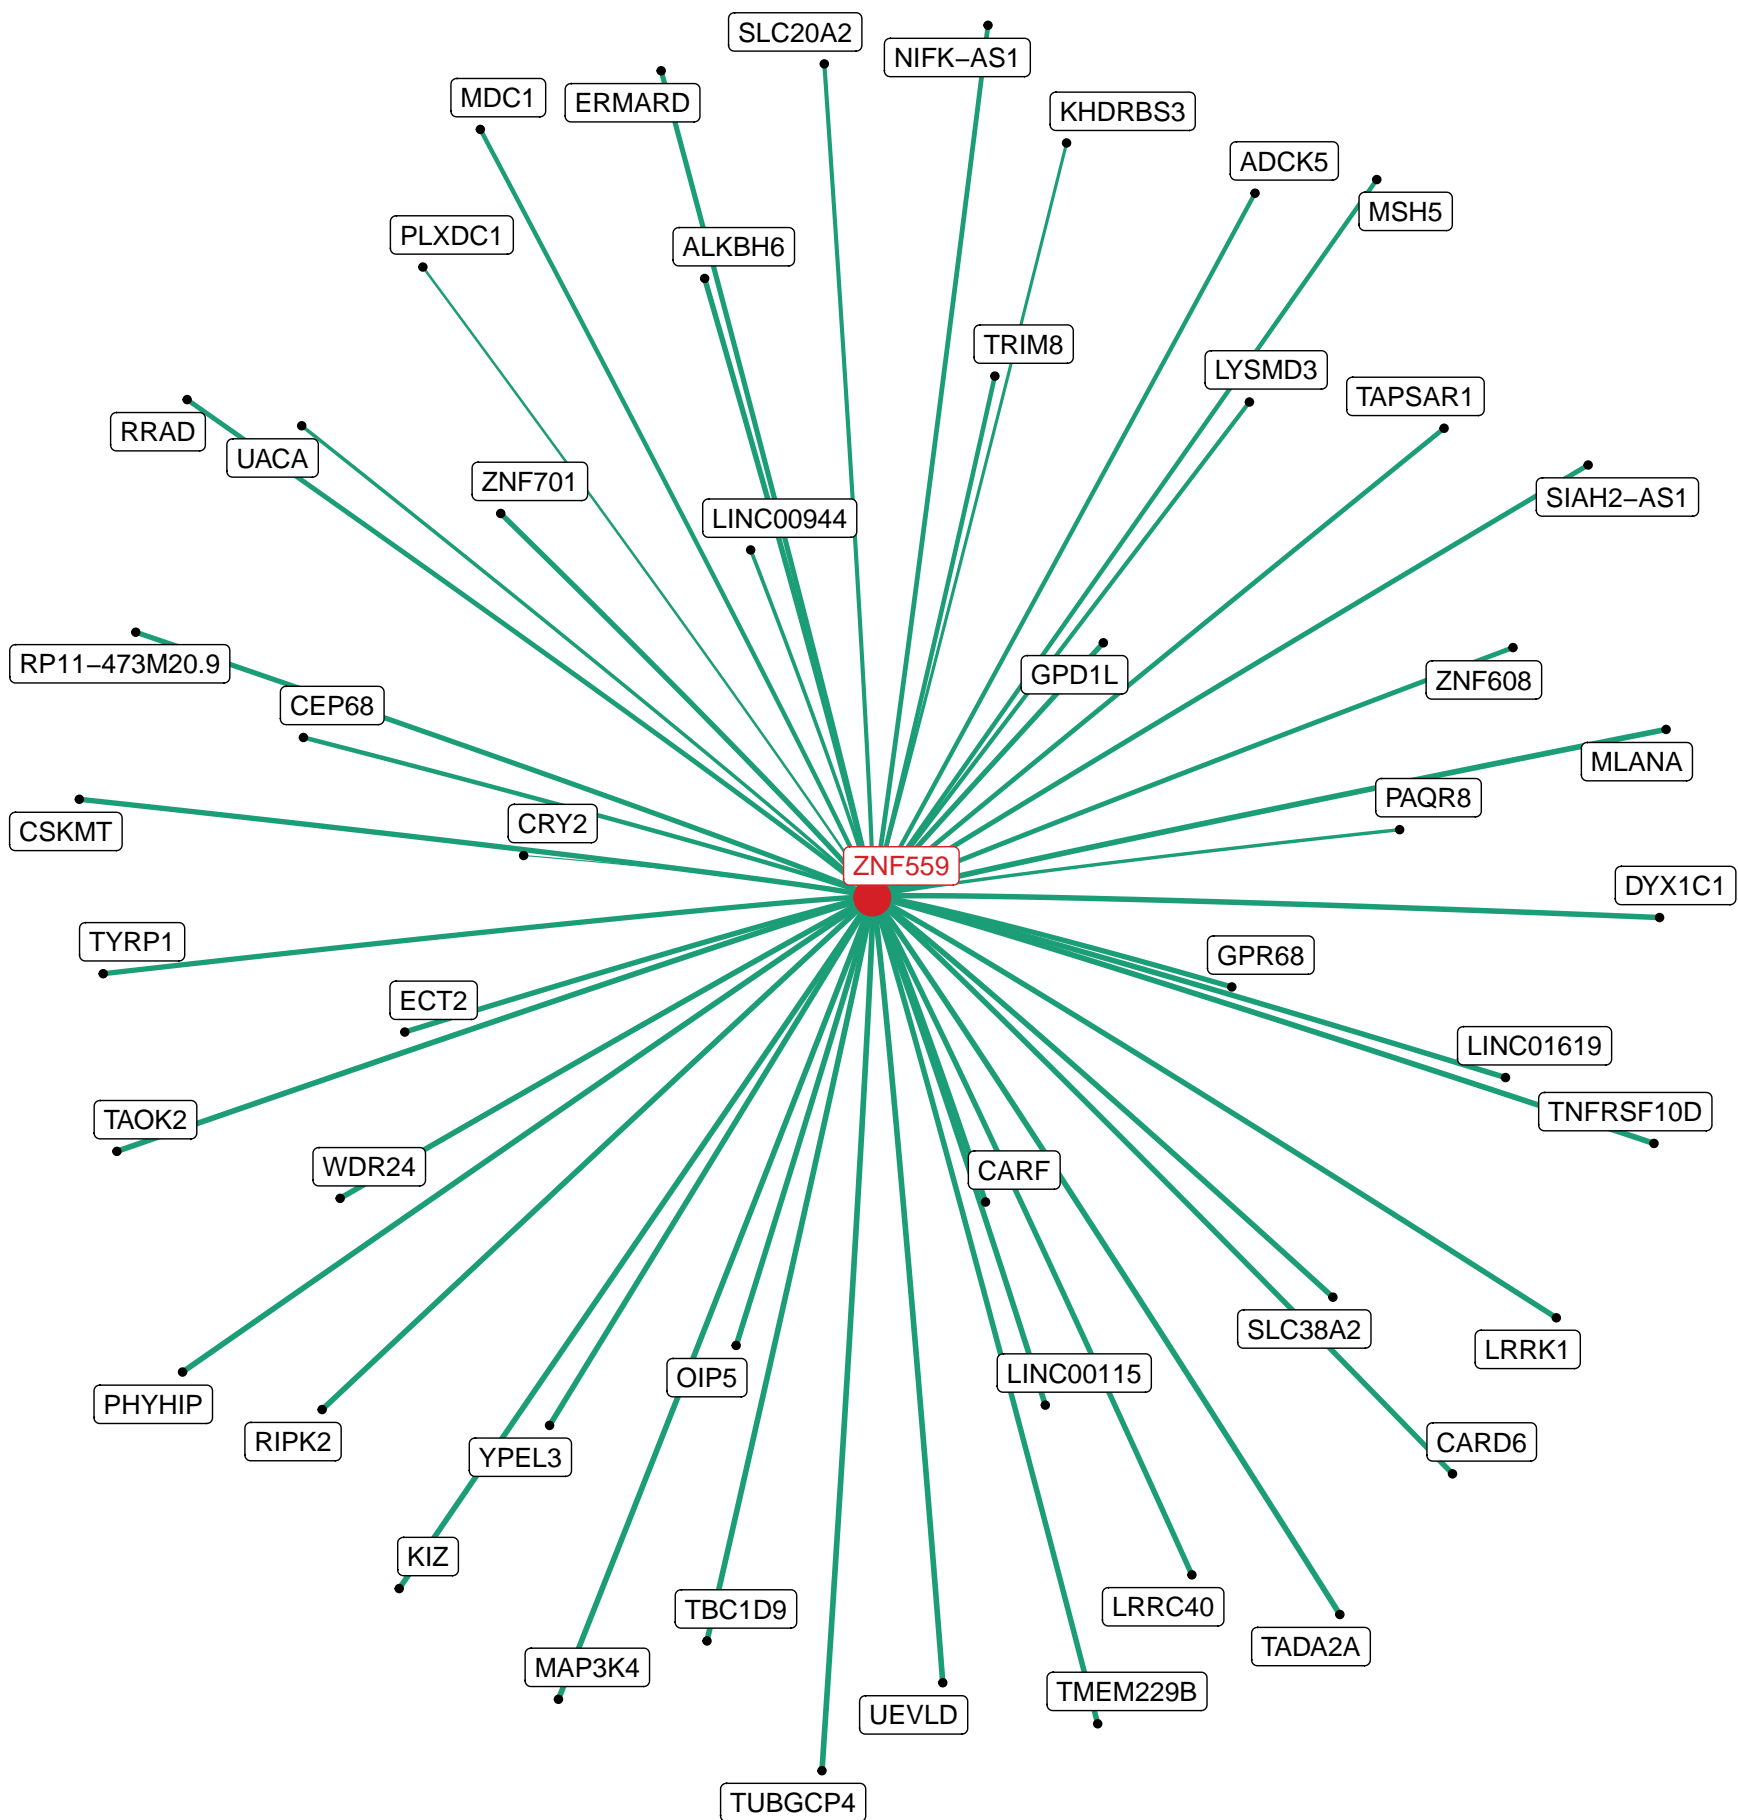 SLC20A2
NIFK−AS1
MDC1
ERMARD
KHDRBS3
ADCK5
MSH5
PLXDC1
ALKBH6
TRIM8
LYSMD3
TAPSAR1
RRAD
UACA
ZNF701
SIAH2−AS1
LINC00944
RP11−473M20.9
GPD1L
ZNF608
CEP68
MLANA
PAQR8
CSKMT
CRY2
ZNF559
DYX1C1
TYRP1
GPR68
ECT2
LINC01619
TAOK2
TNFRSF10D
WDR24
CARF
SLC38A2
LRRK1
OIP5
LINC00115
PHYHIP
RIPK2
CARD6
YPEL3
KIZ
TBC1D9
LRRC40
TADA2A
MAP3K4
TMEM229B
UEVLD
TUBGCP4